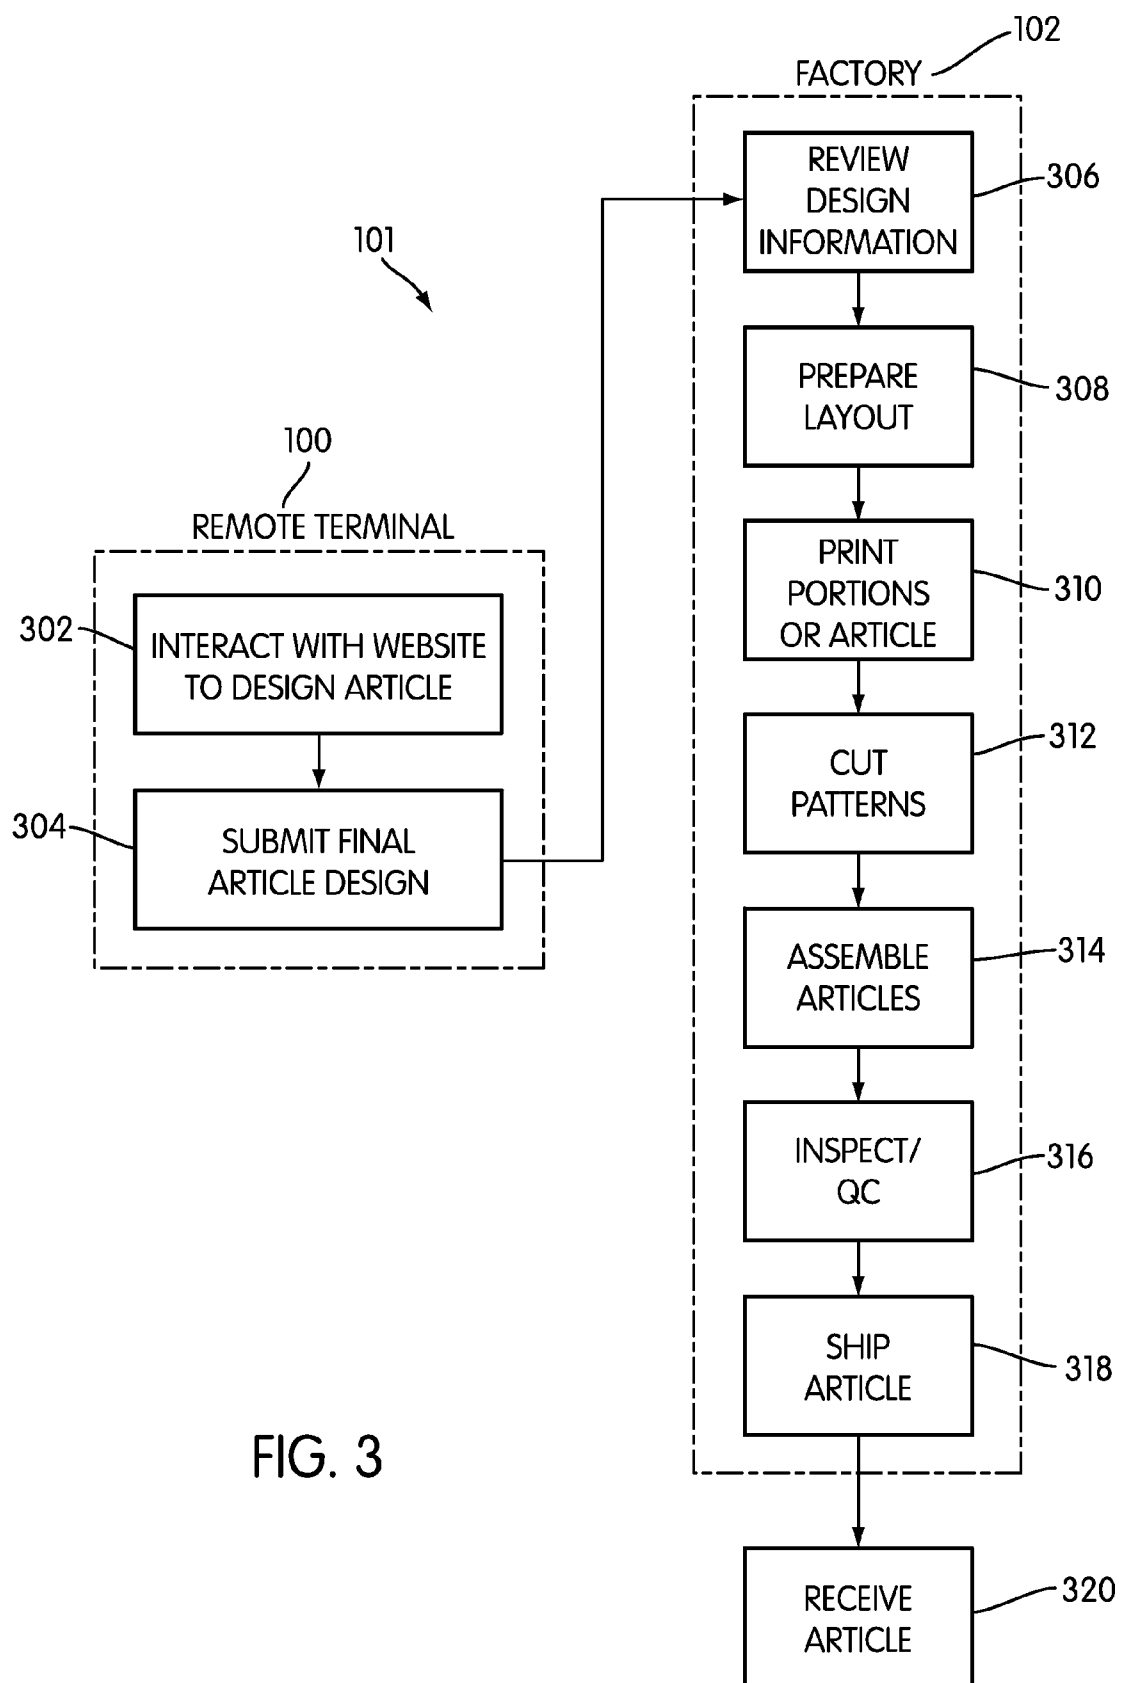 102
FACTORY
REVIEW
DESIGN
INFORMATION
306
101
PREPARE
LAYOUT
308
100
REMOTE TERMINAL
PRINT
PORTIONS
OR ARTICLE
310
302
INTERACT WITH WEBSITE
TO DESIGN ARTICLE
CUT
PATTERNS
312
304
SUBMIT FINAL
ARTICLE DESIGN
ASSEMBLE
ARTICLES
314
INSPECT/
QC
316
SHIP
ARTICLE
318
FIG. 3
RECEIVE
ARTICLE
320